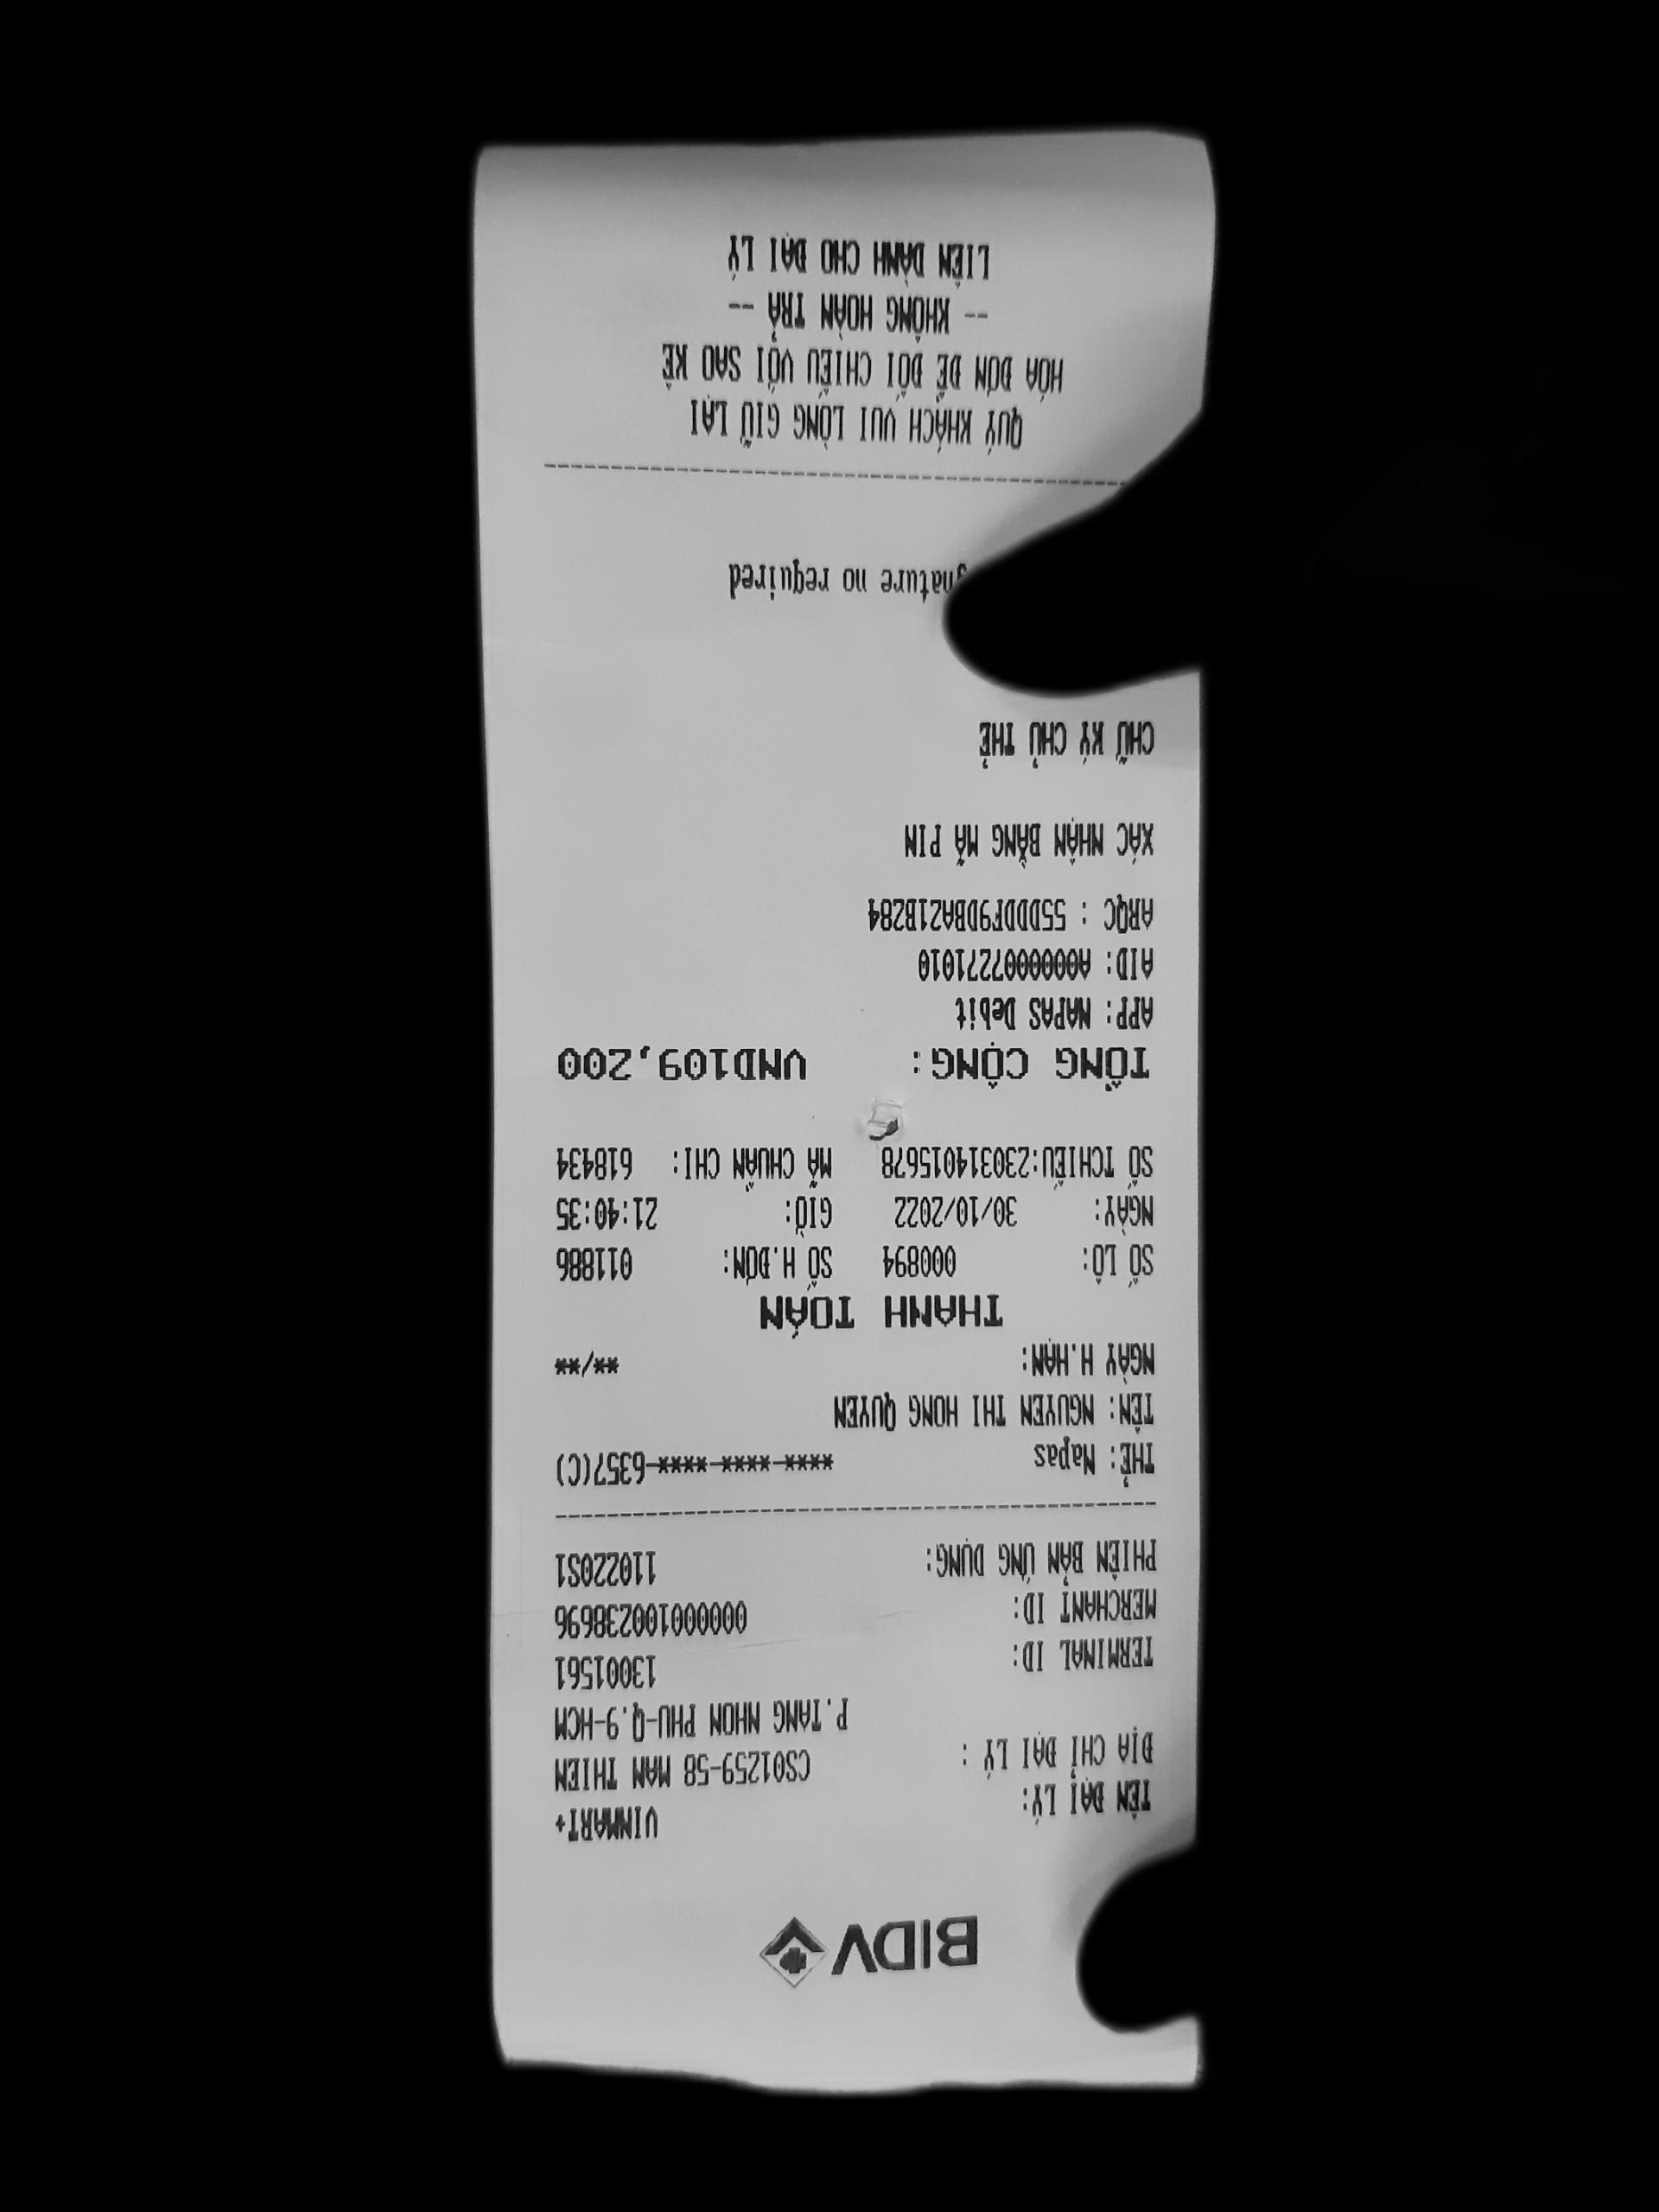 BIDV
TÊN ĐẠI LÝ: VINMART+
ĐỊA CHỈ ĐẠI LÝ : CS01259-58 MAN THIEN
P.TANG NHON PHU-Q.9-HCM
TERMINAL ID: 13001561
MERCHANT ID: 000000100238696
PHIÊN BẢN ỨNG DỤNG: 110220S1
THẺ: Napas ****-****-****-6357(C)
TÊN: NGUYEN THI HONG QUYEN
NGÀY H.HẠN: **/**
THANH TOÁN
SỐ LÔ: 000894 SỐ H.ĐƠN: 011886
NGÀY: 30/10/2022 GIỜ: 21:40:35
SỐ TCHIẾU:230314015678 MÃ CHUẨN CHI: 618434
TỔNG CỘNG: VND109,200
APP: NAPAS Debit
AID: A0000007271010
ARQC : 55DDDF9DBA21B284
XÁC NHẬN BẰNG MÃ PIN
CHỮ KÝ CHỦ THẺ
gnature no required
QUÝ KHÁCH VUI LÒNG GIỮ LẠI
HÓA ĐƠN ĐỂ ĐỐI CHIẾU VỚI SAO KÊ
-- KHÔNG HOÀN TRẢ --
LIÊN DÀNH CHO ĐẠI LÝ